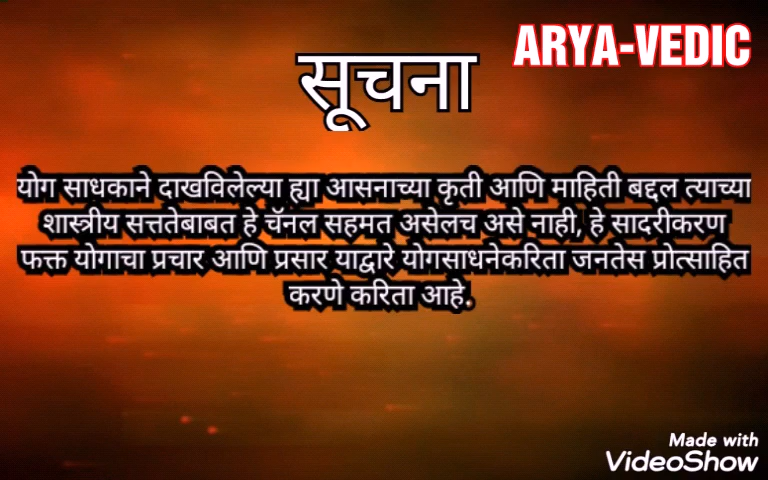 ARYA-VEDIC
सूचना
योग साधकाने दाखविलेल्या ह्या आसनाच्या कृती आणि माहिती बद्दल त्याच्या
शास्त्रीय सत्ततेबाबत हे चॅनल सहमत असेलच असे नाही, हे सादरीकरण
फक्त योगाचा प्रचार आणि प्रसार याद्वारे योगसाधनेकरिता जनतेस प्रोत्साहित
करणे करिता आहे.
Made with
VideoShow